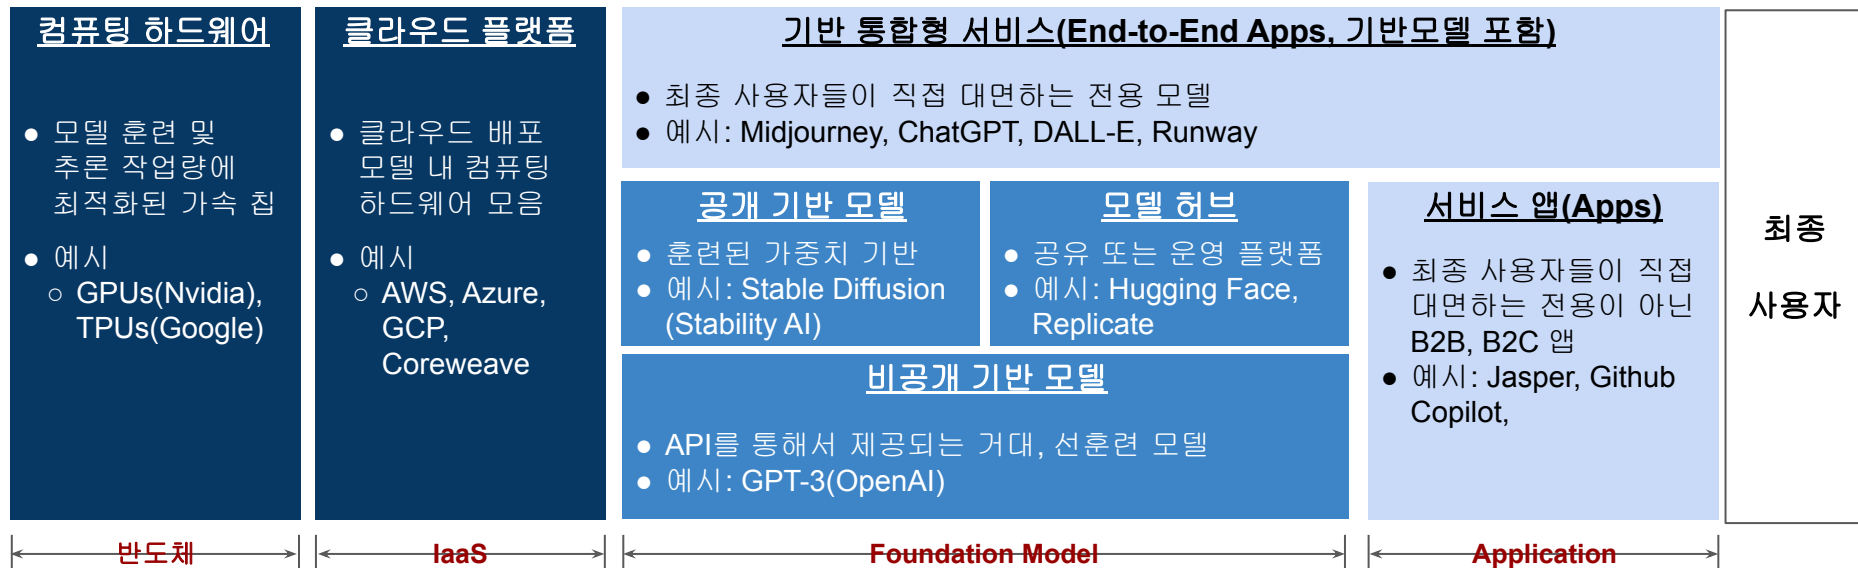 컴퓨팅 하드웨어
● 모델 훈련 및
추론 작업량에
최적화된 가속 칩
● 예시
○ GPUs(Nvidia),
TPUs(Google)
클라우드 플랫폼
● 클라우드 배포
모델 내 컴퓨팅
하드웨어 모음
● 예시
○ AWS, Azure,
GCP,
Coreweave
기반 통합형 서비스(End-to-End Apps, 기반모델 포함)
● 최종 사용자들이 직접 대면하는 전용 모델
● 예시: Midjourney, ChatGPT, DALL-E, Runway
공개 기반 모델
● 훈련된 가중치 기반
● 예시: Stable Diffusion
(Stability AI)
모델 허브
● 공유 또는 운영 플랫폼
● 예시: Hugging Face,
Replicate
비공개 기반 모델
● API를 통해서 제공되는 거대, 선훈련 모델
● 예시: GPT-3(OpenAI)
서비스 앱(Apps)
● 최종 사용자들이 직접
대면하는 전용이 아닌
B2B, B2C 앱
● 예시: Jasper, Github
Copilot,
최종
사용자
반도체
IaaS
Foundation Model
Application